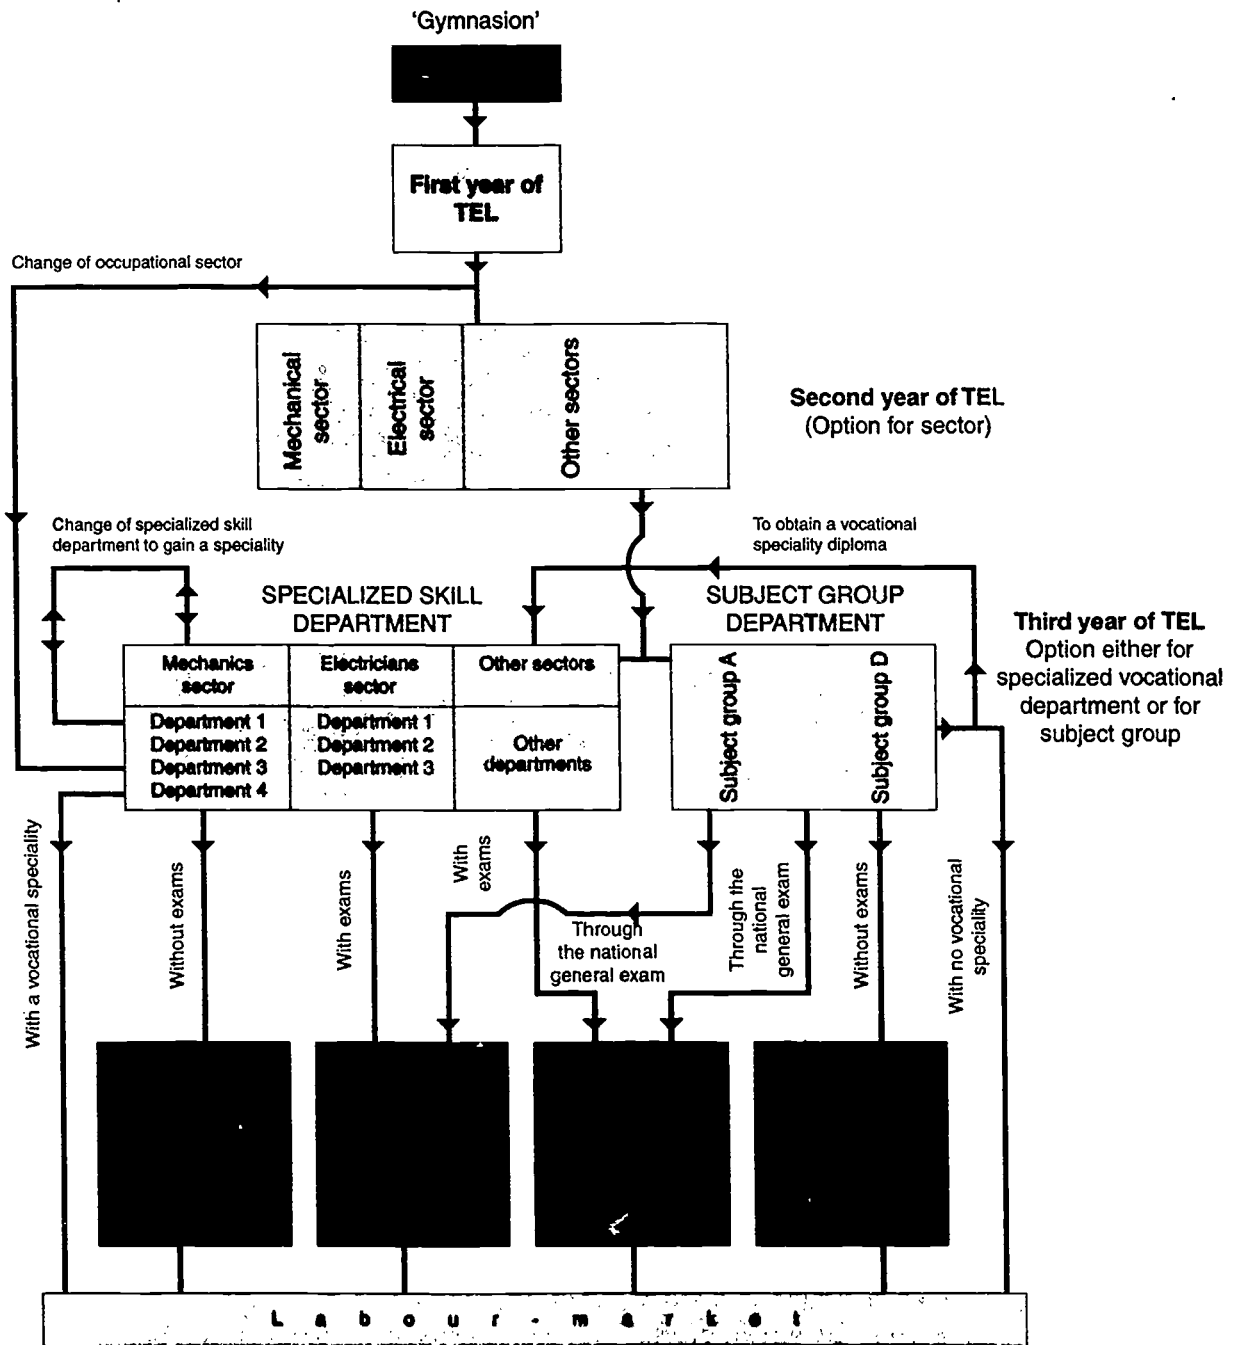 'Gymnasion'
First year of
TEL
Change of occupational sector
Mechanical
sector
Electrical
sector
Other sectors
Second year of TEL
(Option for sector)
Change of specialized skill
department to gain a speciality
To obtain a vocational
speciality diploma
SPECIALIZED SKILL
DEPARTMENT
SUBJECT GROUP
DEPARTMENT
Third year of TEL
Option either for
specialized vocational
department or for
subject group
Mechanics
sector
Electricians
sector
Other sectors
Department 1
Department 2
Department 3
Department 4
Department 1
Department 2
Department 3
Other
departments
Subject group A
Subject group D
With a vocational speciality
Without exams
With exams
With
exams
Through
the national
general exam
Through the
national
general exam
Without exams
With no vocational
speciality
Labour-market